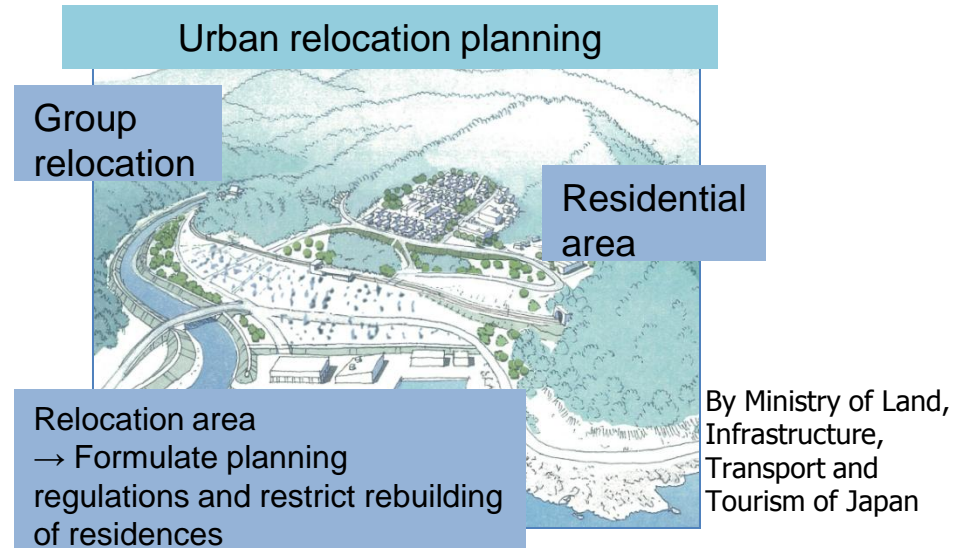 Urban relocation planning
Group
relocation
Residential
area
Relocation area
→ Formulate planning
regulations and restrict rebuilding
of residences
By Ministry of Land,
Infrastructure,
Transport and
Tourism of Japan